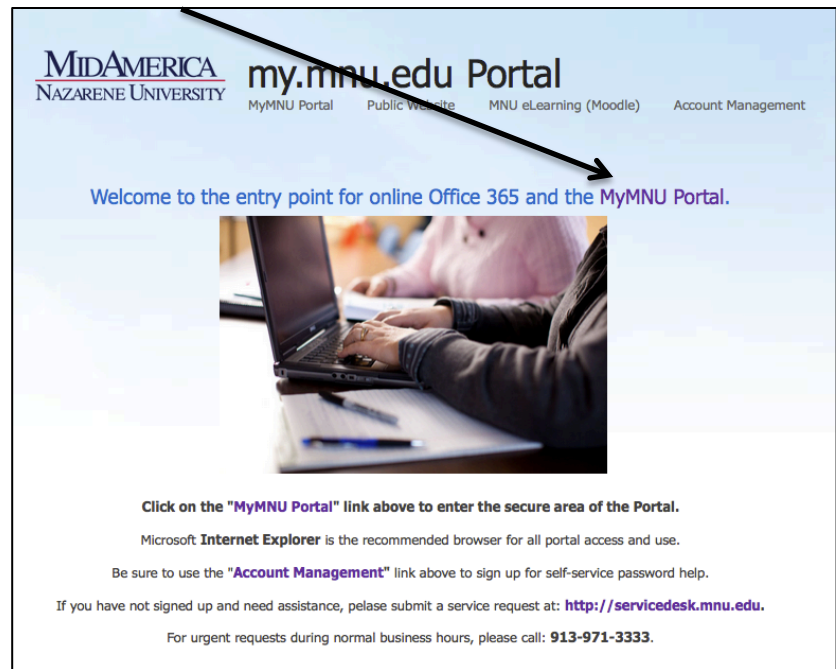 MIDAMERICA
NAZARENE UNIVERSITY
my.mnu.edu Portal
MyMNU Portal Public Website MNU eLearning (Moodle) Account Management
Welcome to the entry point for online Office 365 and the MyMNU Portal.
Click on the "MyMNU Portal" link above to enter the secure area of the Portal.
Microsoft Internet Explorer is the recommended browser for all portal access and use.
Be sure to use the "Account Management" link above to sign up for self-service password help.
If you have not signed up and need assistance, pelase submit a service request at: http://servicedesk.mnu.edu.
For urgent requests during normal business hours, please call: 913-971-3333.